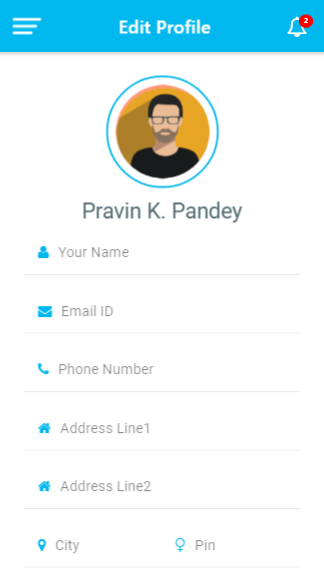 Edit Profile
2
Pravin K. Pandey
Your Name
Email ID
Phone Number
Address Line1
Address Line2
City Pin